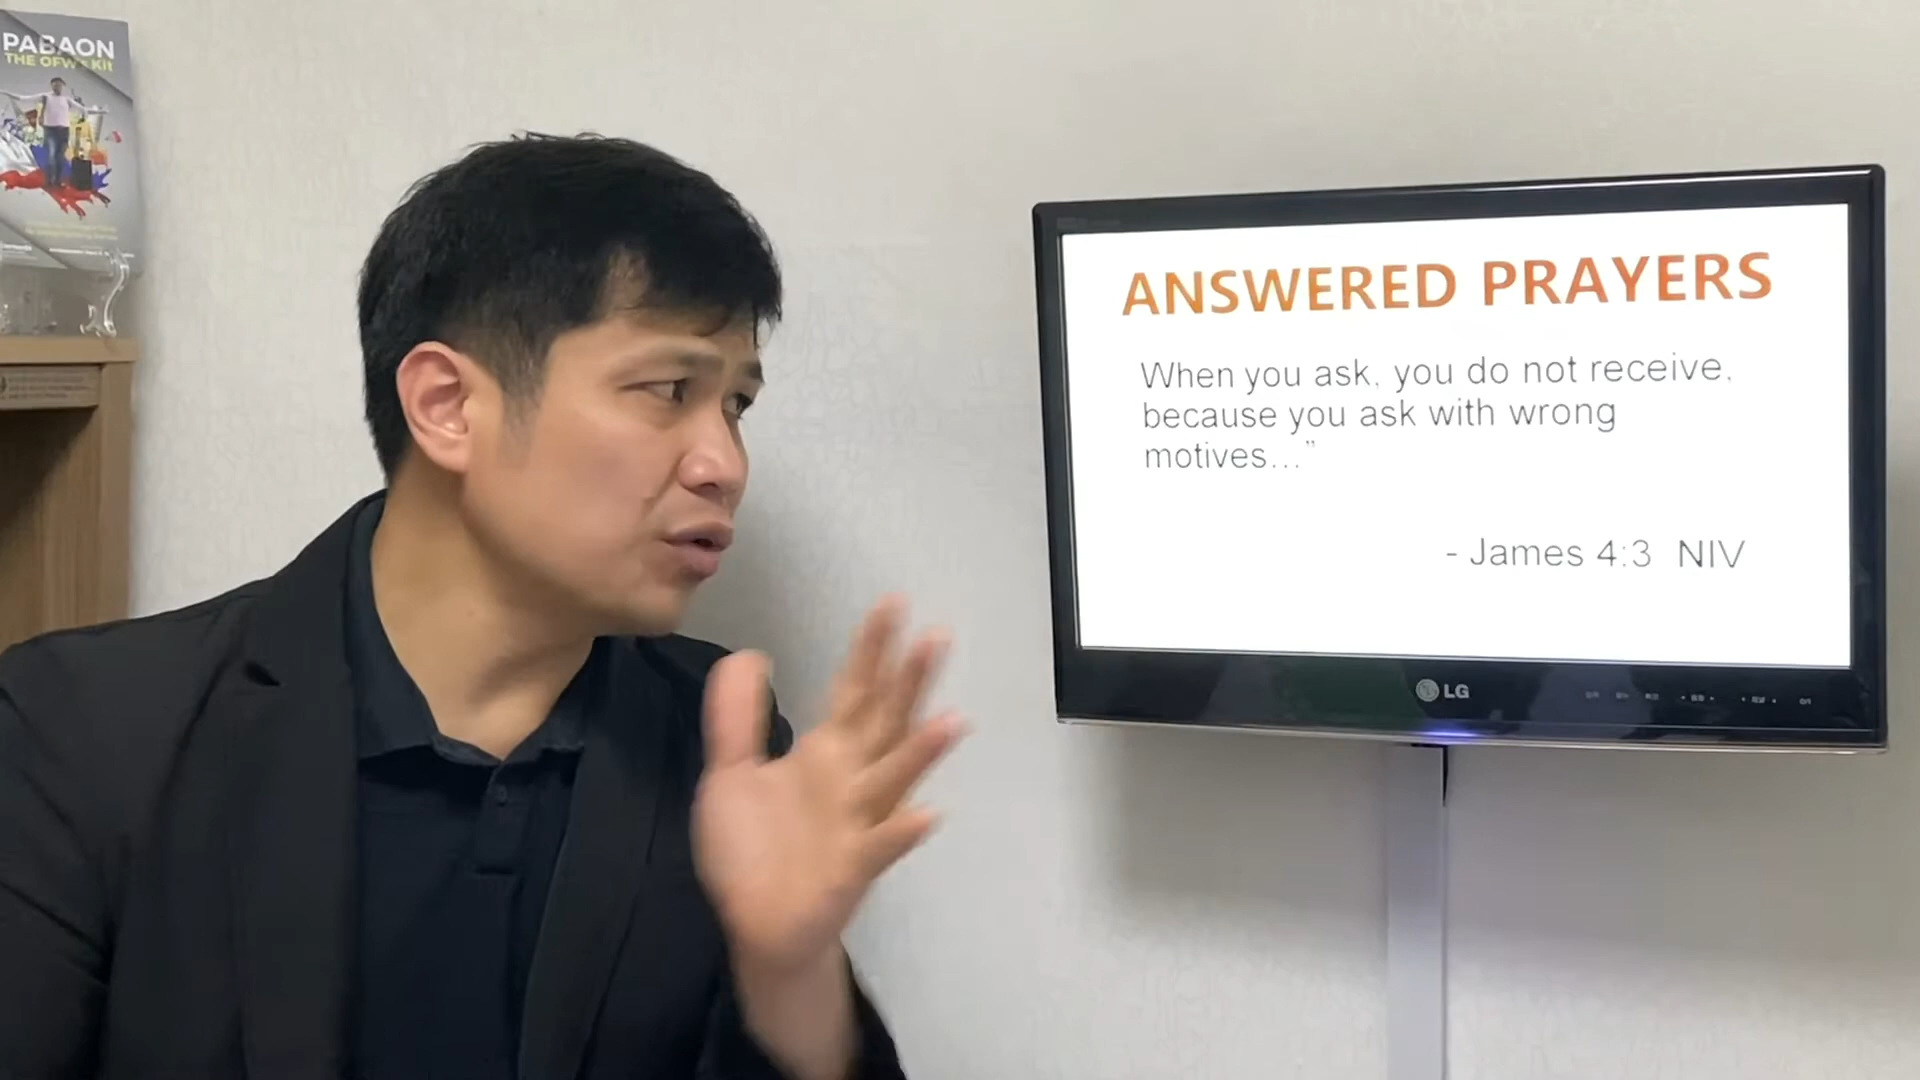 PABAON
THE OFWs Kit
ANSWERED PRAYERS
When you ask, you do not receive,
because you ask with wrong
motives…”
- James 4:3 NIV
LG